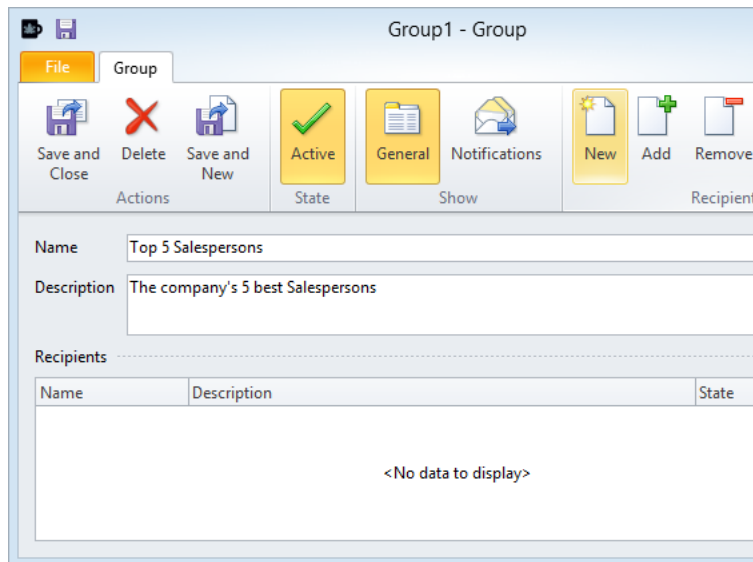 Group1 - Group
File
Group
Save and
Close
Delete
Save and
New
Active
General
Notifications
New
Add
Remove
Actions
State
Show
Recipient
Name
Top 5 Salespersons
Description
The company's 5 best Salespersons
Recipients
Name
Description
State
<No data to display>